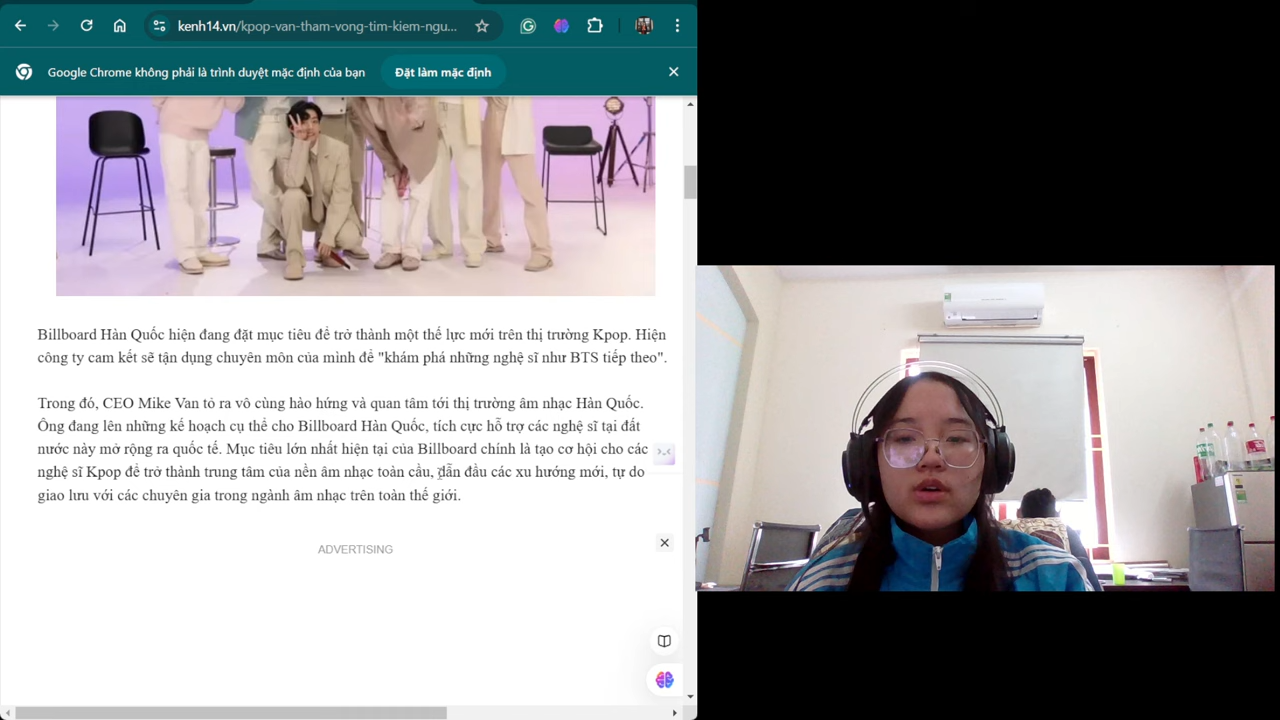 kenh14.vn/kpop-van-tham-vong-tim-kiem-ngu...
Google Chrome không phải là trình duyệt mặc định của bạn
Đặt làm mặc định
Billboard Hàn Quốc hiện đang đặt mục tiêu để trở thành một thế lực mới trên thị trường Kpop. Hiện
công ty cam kết sẽ tận dụng chuyên môn của mình để "khám phá những nghệ sĩ như BTS tiếp theo".
Trong đó, CEO Mike Van tỏ ra vô cùng hào hứng và quan tâm tới thị trường âm nhạc Hàn Quốc.
Ông đang lên những kế hoạch cụ thể cho Billboard Hàn Quốc, tích cực hỗ trợ các nghệ sĩ tại đất
nước này mở rộng ra quốc tế. Mục tiêu lớn nhất hiện tại của Billboard chính là tạo cơ hội cho các
nghệ sĩ Kpop để trở thành trung tâm của nền âm nhạc toàn cầu, dẫn đầu các xu hướng mới, tự do
giao lưu với các chuyên gia trong ngành âm nhạc trên toàn thế giới.
ADVERTISING